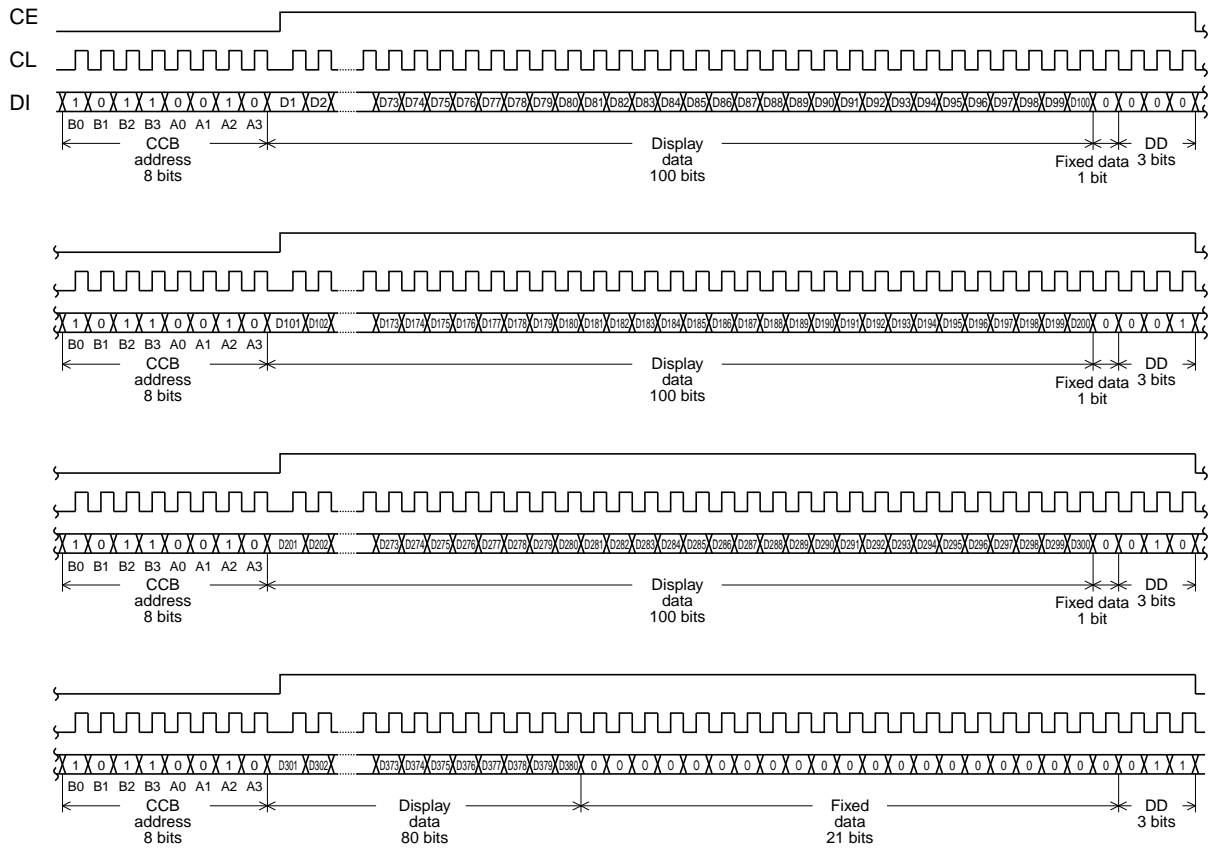 CE
CL
DI 1 0 1 1 0 0 1 0 D1 D2 D73 D74 D75 D76 D77 D78 D79 D80 D81 D82 D83 D84 D85 D86 D87 D88 D89 D90 D91 D92 D93 D94 D95 D96 D97 D98 D99 D100 0 0 0 0
B0 B1 B2 B3 A0 A1 A2 A3
CCB address 8 bits
Display data 100 bits
Fixed data 1 bit
DD 3 bits
1 0 1 1 0 0 1 0 D101 D102 D173 D174 D175 D176 D177 D178 D179 D180 D181 D182 D183 D184 D185 D186 D187 D188 D189 D190 D191 D192 D193 D194 D195 D196 D197 D198 D199 D200 0 0 0 1
B0 B1 B2 B3 A0 A1 A2 A3
CCB address 8 bits
Display data 100 bits
Fixed data 1 bit
DD 3 bits
1 0 1 1 0 0 1 0 D201 D202 D273 D274 D275 D276 D277 D278 D279 D280 D281 D282 D283 D284 D285 D286 D287 D288 D289 D290 D291 D292 D293 D294 D295 D296 D297 D298 D299 D300 0 0 1 0
B0 B1 B2 B3 A0 A1 A2 A3
CCB address 8 bits
Display data 100 bits
Fixed data 1 bit
DD 3 bits
1 0 1 1 0 0 1 0 D301 D302 D373 D374 D375 D376 D377 D378 D379 D380 0 0 0 0 0 0 0 0 0 0 0 0 0 0 0 0 0 0 0 0 0 0 1 1
B0 B1 B2 B3 A0 A1 A2 A3
CCB address 8 bits
Display data 80 bits
Fixed data 21 bits
DD 3 bits